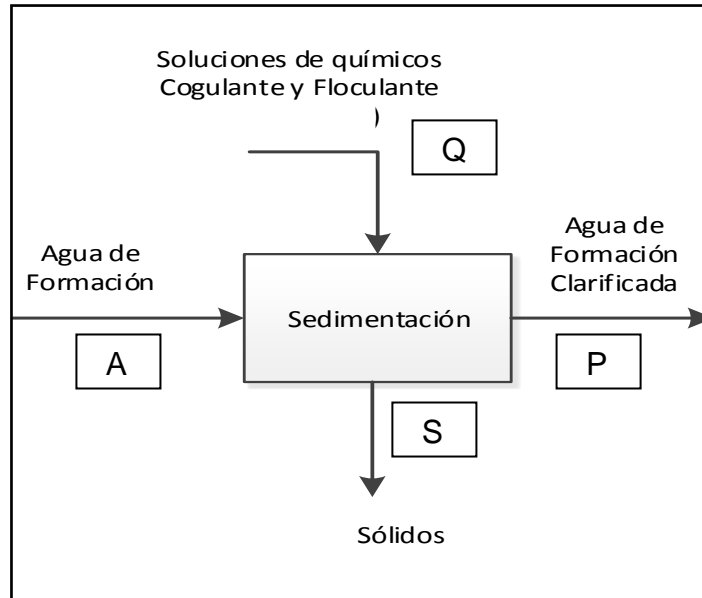 Soluciones de químicos
Cogulante y Floculante
)
Q
Agua de
Formación
A
Sedimentación
Agua de
Formación
Clarificada
P
S
Sólidos